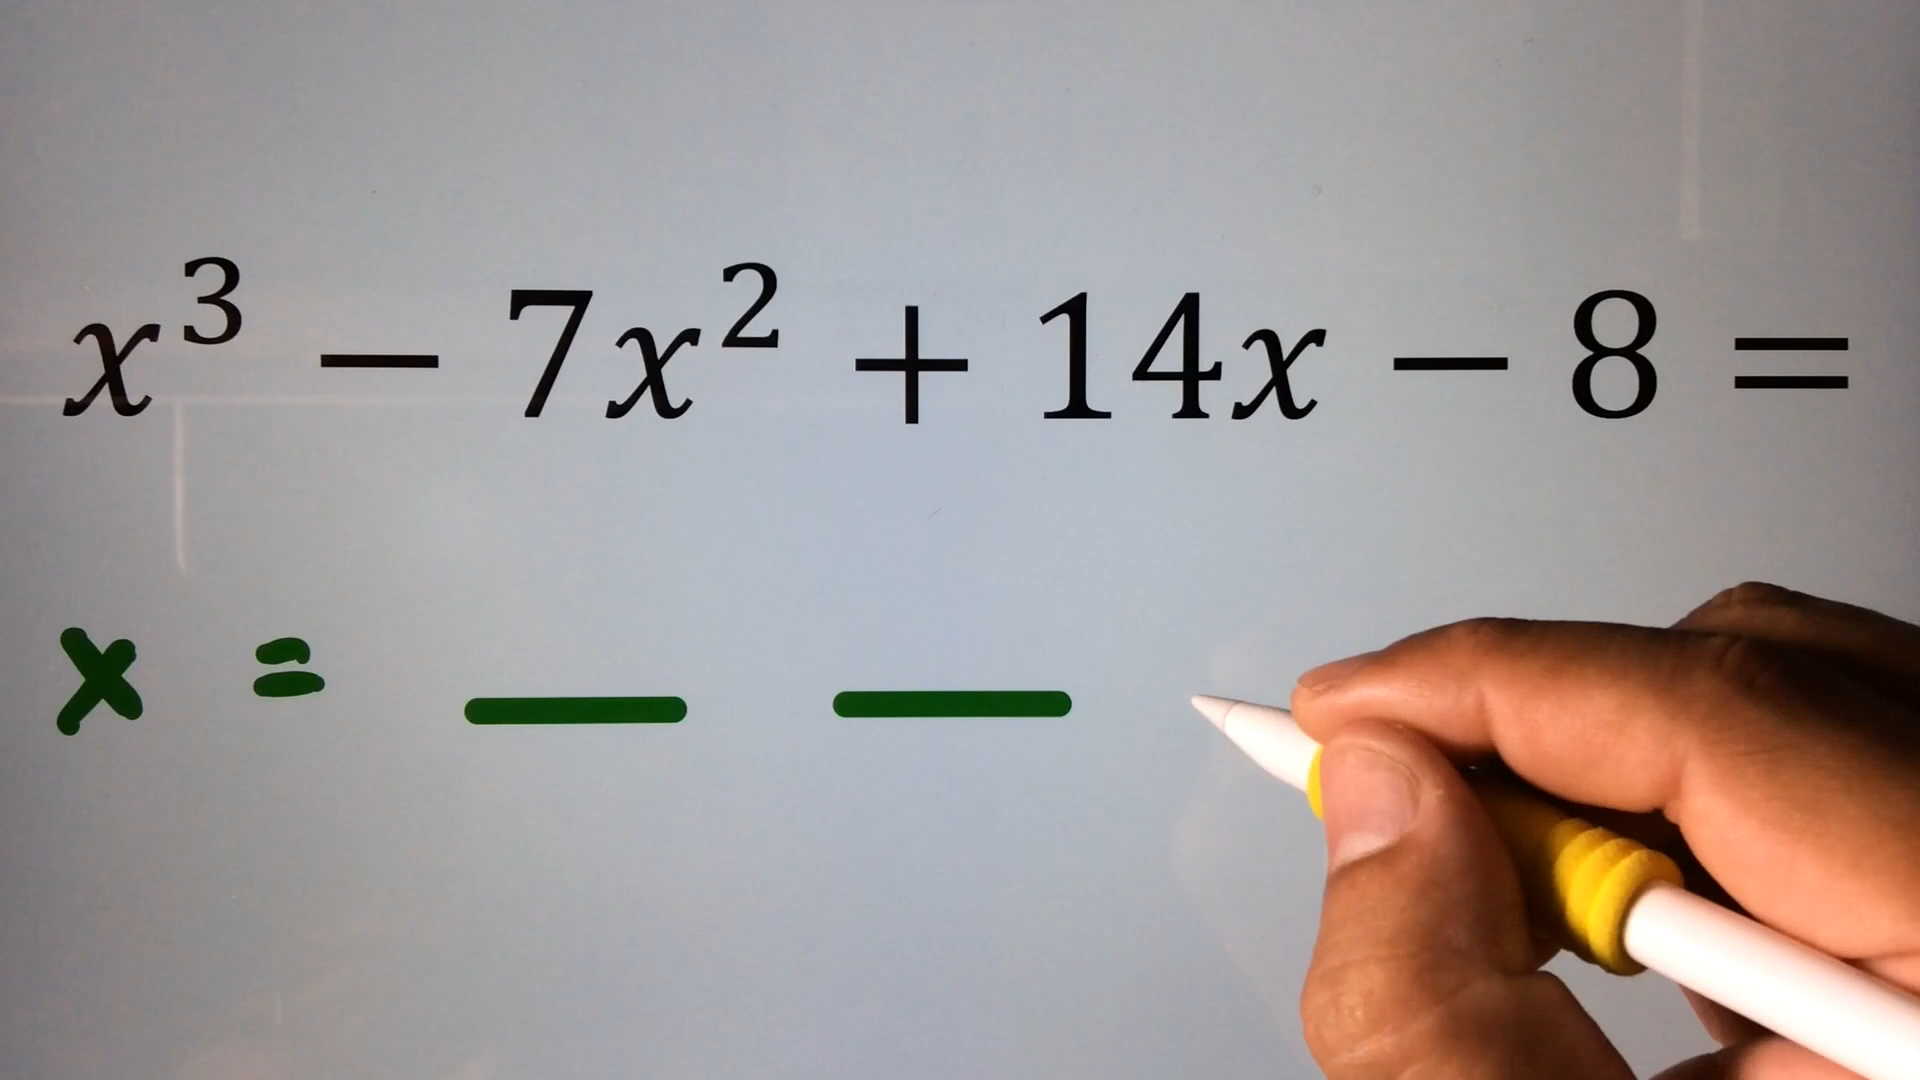 x³ − 7x² + 14x − 8 =
x = __ __